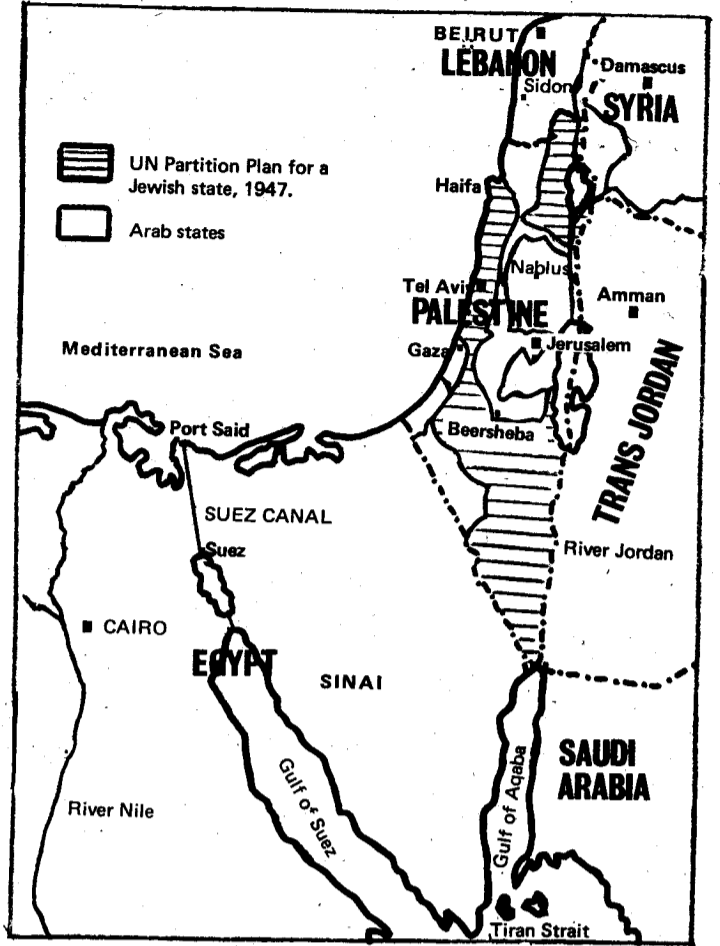 BEIRUT
LEBANON
Sidon
Damascus
SYRIA
UN Partition Plan for a
Jewish state, 1947.
Arab states
Haifa
Nablus
Tel Aviv
Amman
PALESTINE
Jerusalem
Gaza
Mediterranean Sea
TRANS JORDAN
Port Said
Beersheba
SUEZ CANAL
Suez
River Jordan
CAIRO
EGYPT
SINAI
SAUDI
ARABIA
Gulf of Suez
Gulf of Aqaba
River Nile
Tiran Strait